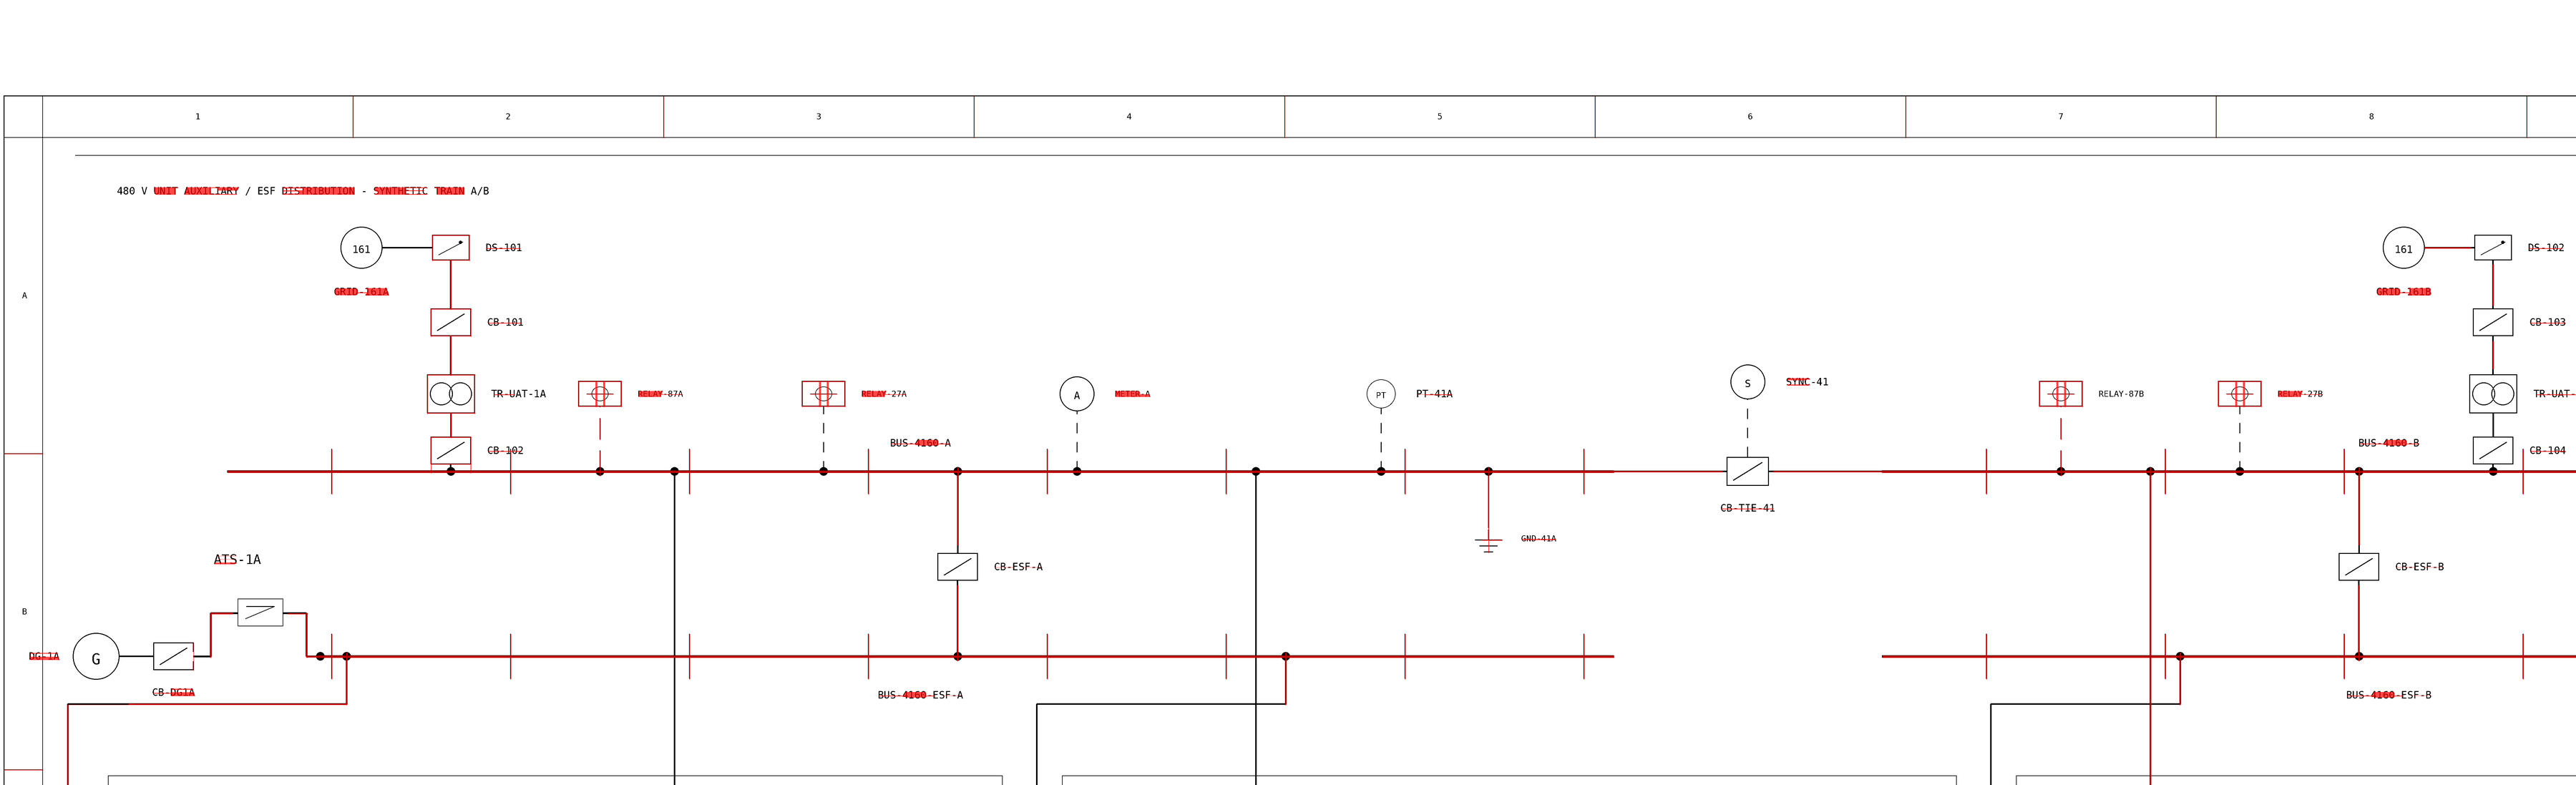 1 2 3 4 5 6 7 8
480 V UNIT AUXILIARY / ESF DISTRIBUTION - SYNTHETIC TRAIN A/B
161 DS-101 161 DS-102
A GRID-161A GRID-161B
CB-101 CB-103
S SYNC-41
TR-UAT-1A RELAY-87A RELAY-27A A METER-A PT PT-41A RELAY-87B RELAY-27B TR-UAT-
BUS-4160-A BUS-4160-B
CB-102 CB-104
CB-TIE-41
GND-41A
ATS-1A
CB-ESF-A CB-ESF-B
B
DG-1A G
CB-DG1A BUS-4160-ESF-A BUS-4160-ESF-B